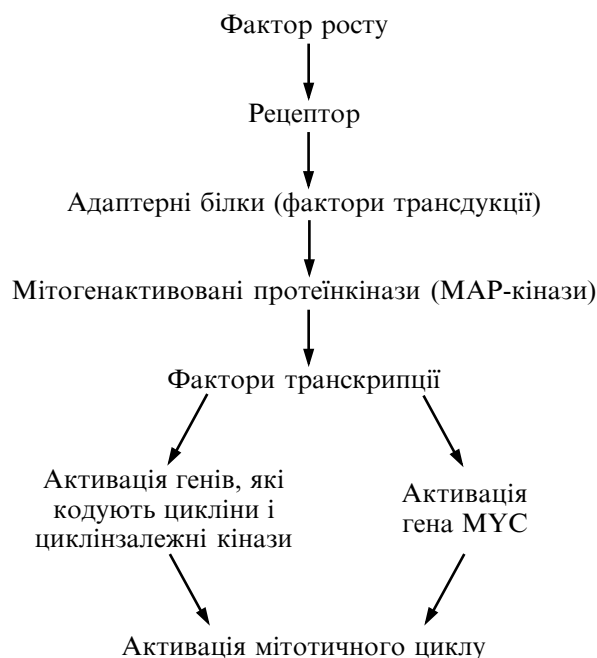 Фактор росту
Рецептор
Адаптерні білки (фактори трансдукції)
Мітогенактивовані протеїнкінази (МАР-кінази)
Фактори транскрипції
Активація генів, які
кодують цикліни і
циклінзалежні кінази
Активація
гена MYC
Активація мітотичного циклу